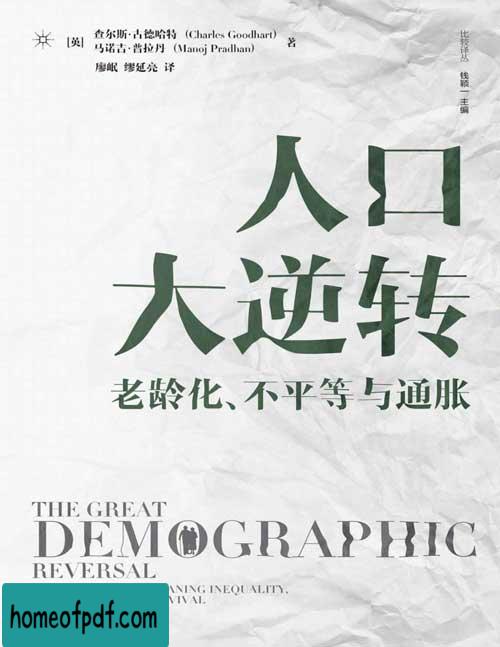 [英] 查尔斯·古德哈特 (Charles Goodhart) 著
马诺吉·普拉丹 (Manoj Pradhan)
廖岷 缪延亮 译
比较译丛
钱颖一 主编
人口
大逆转
老龄化、不平等与通胀
THE GREAT
DEMOGRAPHIC
REVERSAL
INEQUALITY,
homeofpdf.com